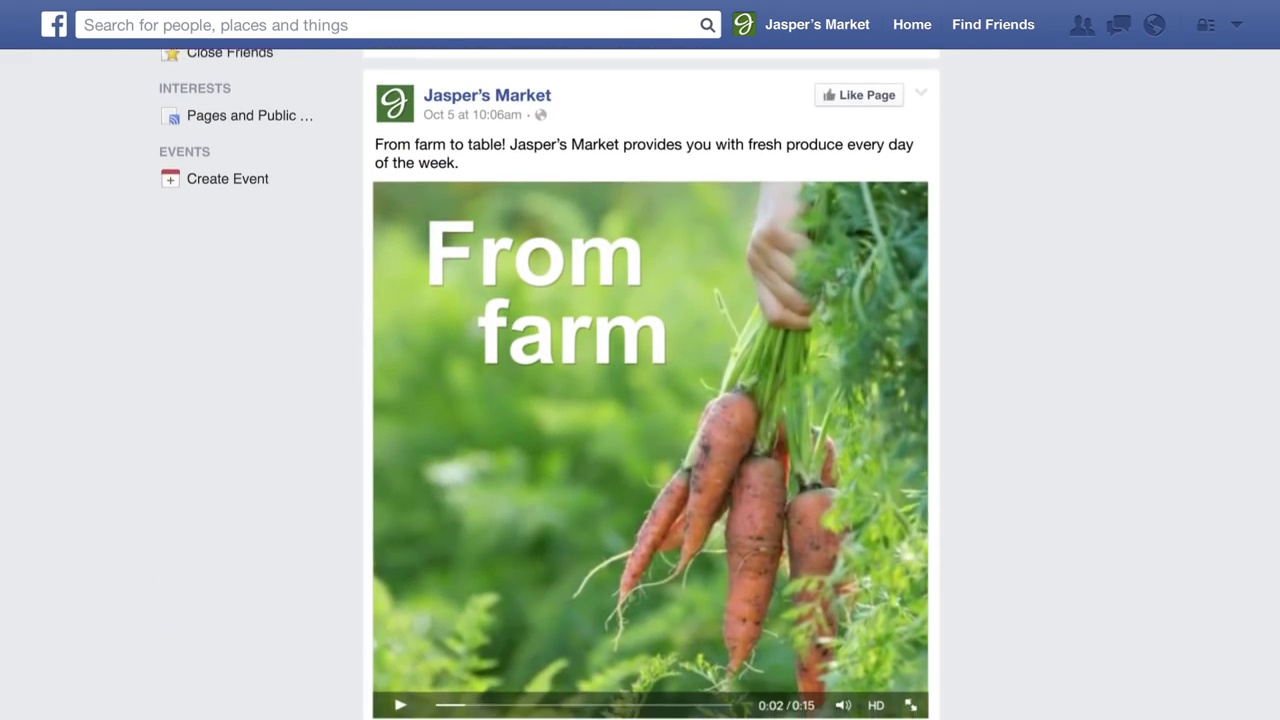 Search for people, places and things
Jasper's Market Home Find Friends
Close Friends
INTERESTS
Pages and Public ...
EVENTS
Create Event
Jasper's Market
Oct 5 at 10:06am ·
Like Page
From farm to table! Jasper's Market provides you with fresh produce every day
of the week.
From
farm
0:02 / 0:15 HD